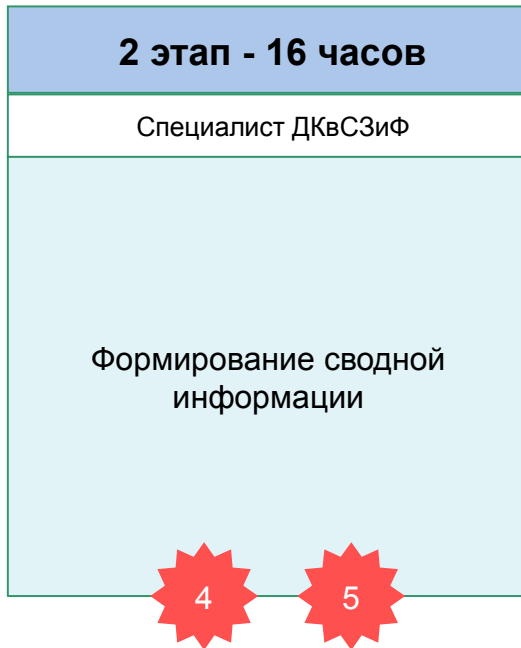 2 этап - 16 часов
Специалист ДКвСЗиФ
Формирование сводной
информации
4 5